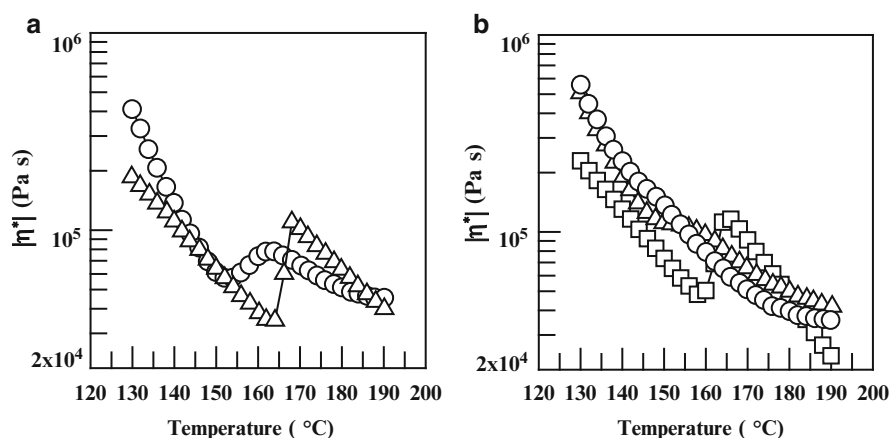 a
10⁶
10⁵
2x10⁴
|η*| (Pa s)
120 130 140 150 160 170 180 190 200
Temperature ( °C)
b
10⁶
10⁵
2x10⁴
|η*| (Pa s)
120 130 140 150 160 170 180 190 200
Temperature ( °C)